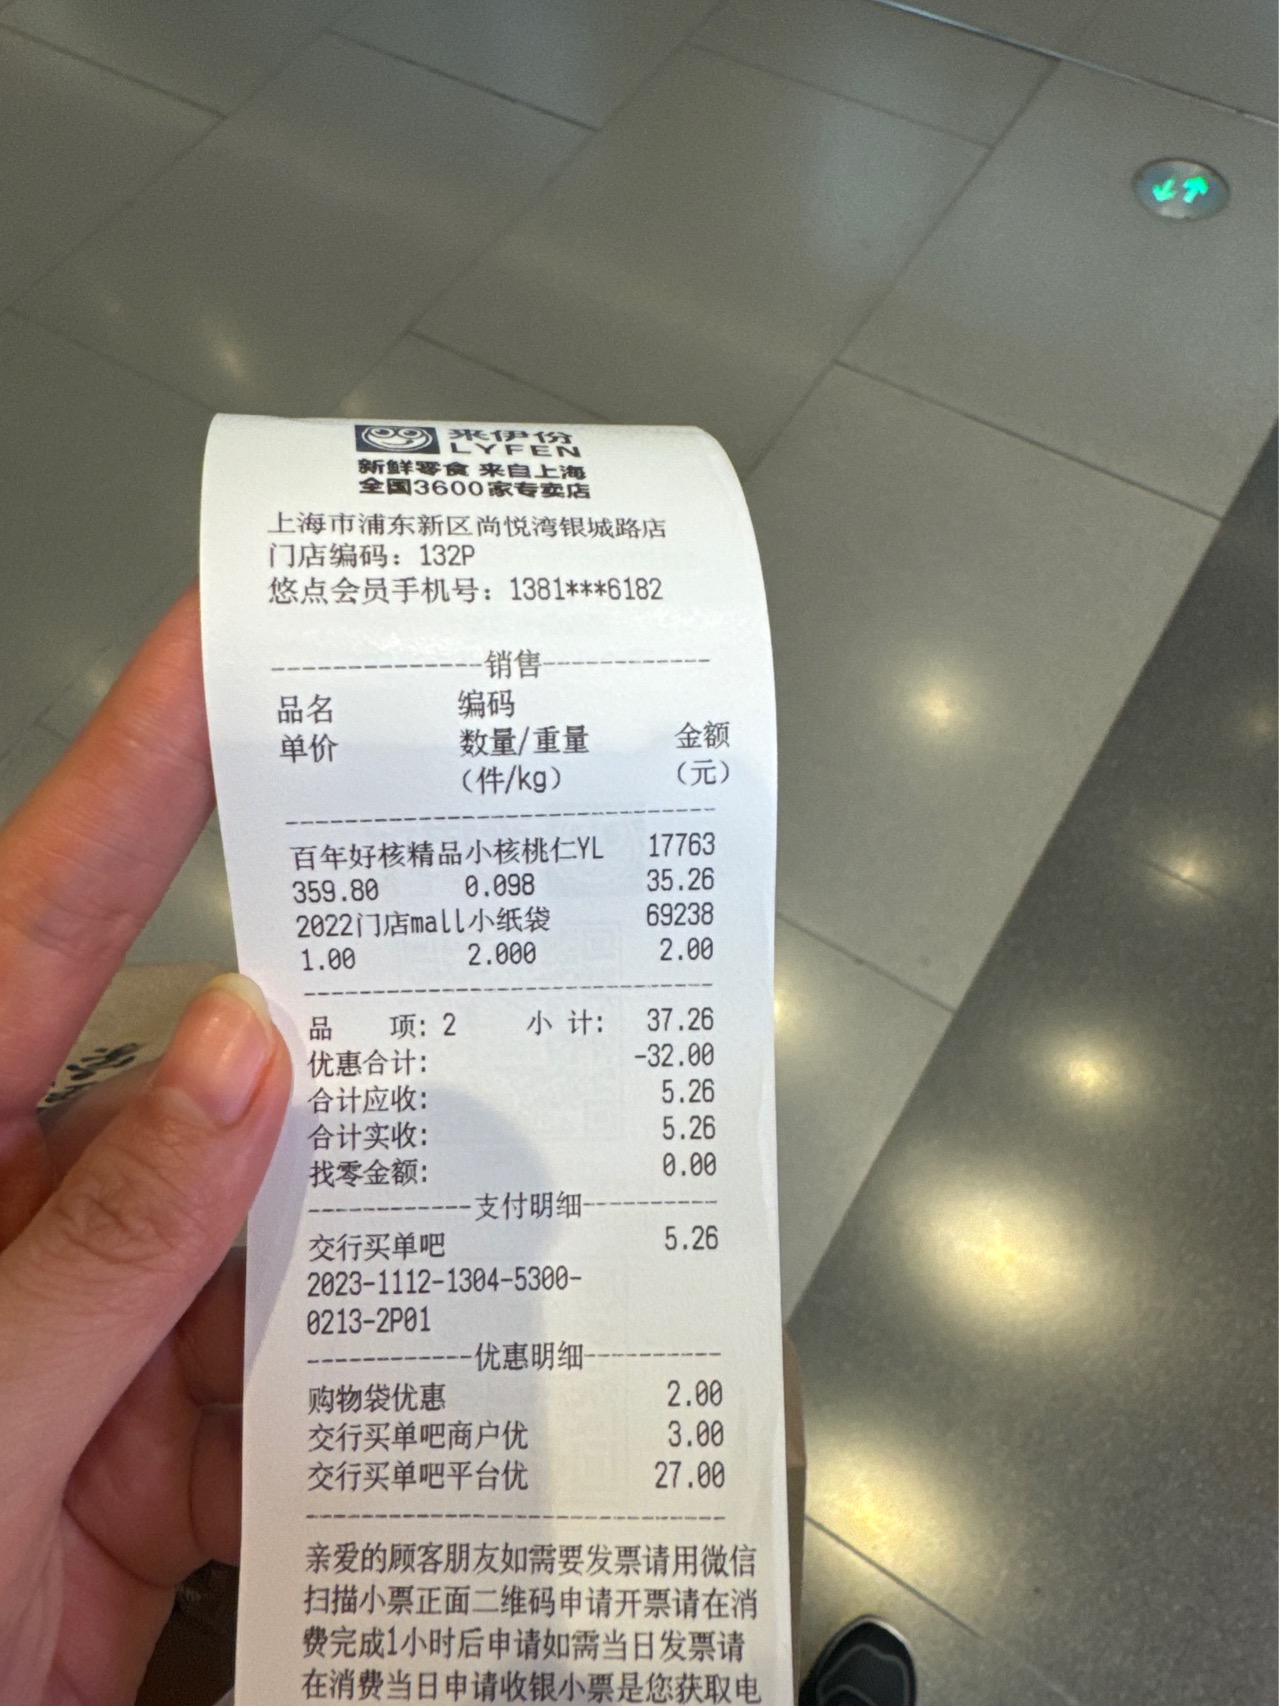 来伊份
LYFEN
新鲜零食 来自上海
全国3600家专卖店
上海市浦东新区尚悦湾银城路店
门店编码：132P
悠点会员手机号：1381***6182
--------------销售-----------
品名 编码
单价 数量/重量 金额
（件/kg） （元）
百年好核精品小核桃仁YL 17763
359.80 0.098 35.26
2022门店mall小纸袋 69238
1.00 2.000 2.00
品 项: 2 小 计: 37.26
优惠合计: -32.00
合计应收: 5.26
合计实收: 5.26
找零金额: 0.00
-----------支付明细---------
交行买单吧 5.26
2023-1112-1304-5300-
0213-2P01
-----------优惠明细---------
购物袋优惠 2.00
交行买单吧商户优 3.00
交行买单吧平台优 27.00
亲爱的顾客朋友如需要发票请用微信
扫描小票正面二维码申请开票请在消
费完成1小时后申请如需当日发票请
在消费当日申请收银小票是您获取电